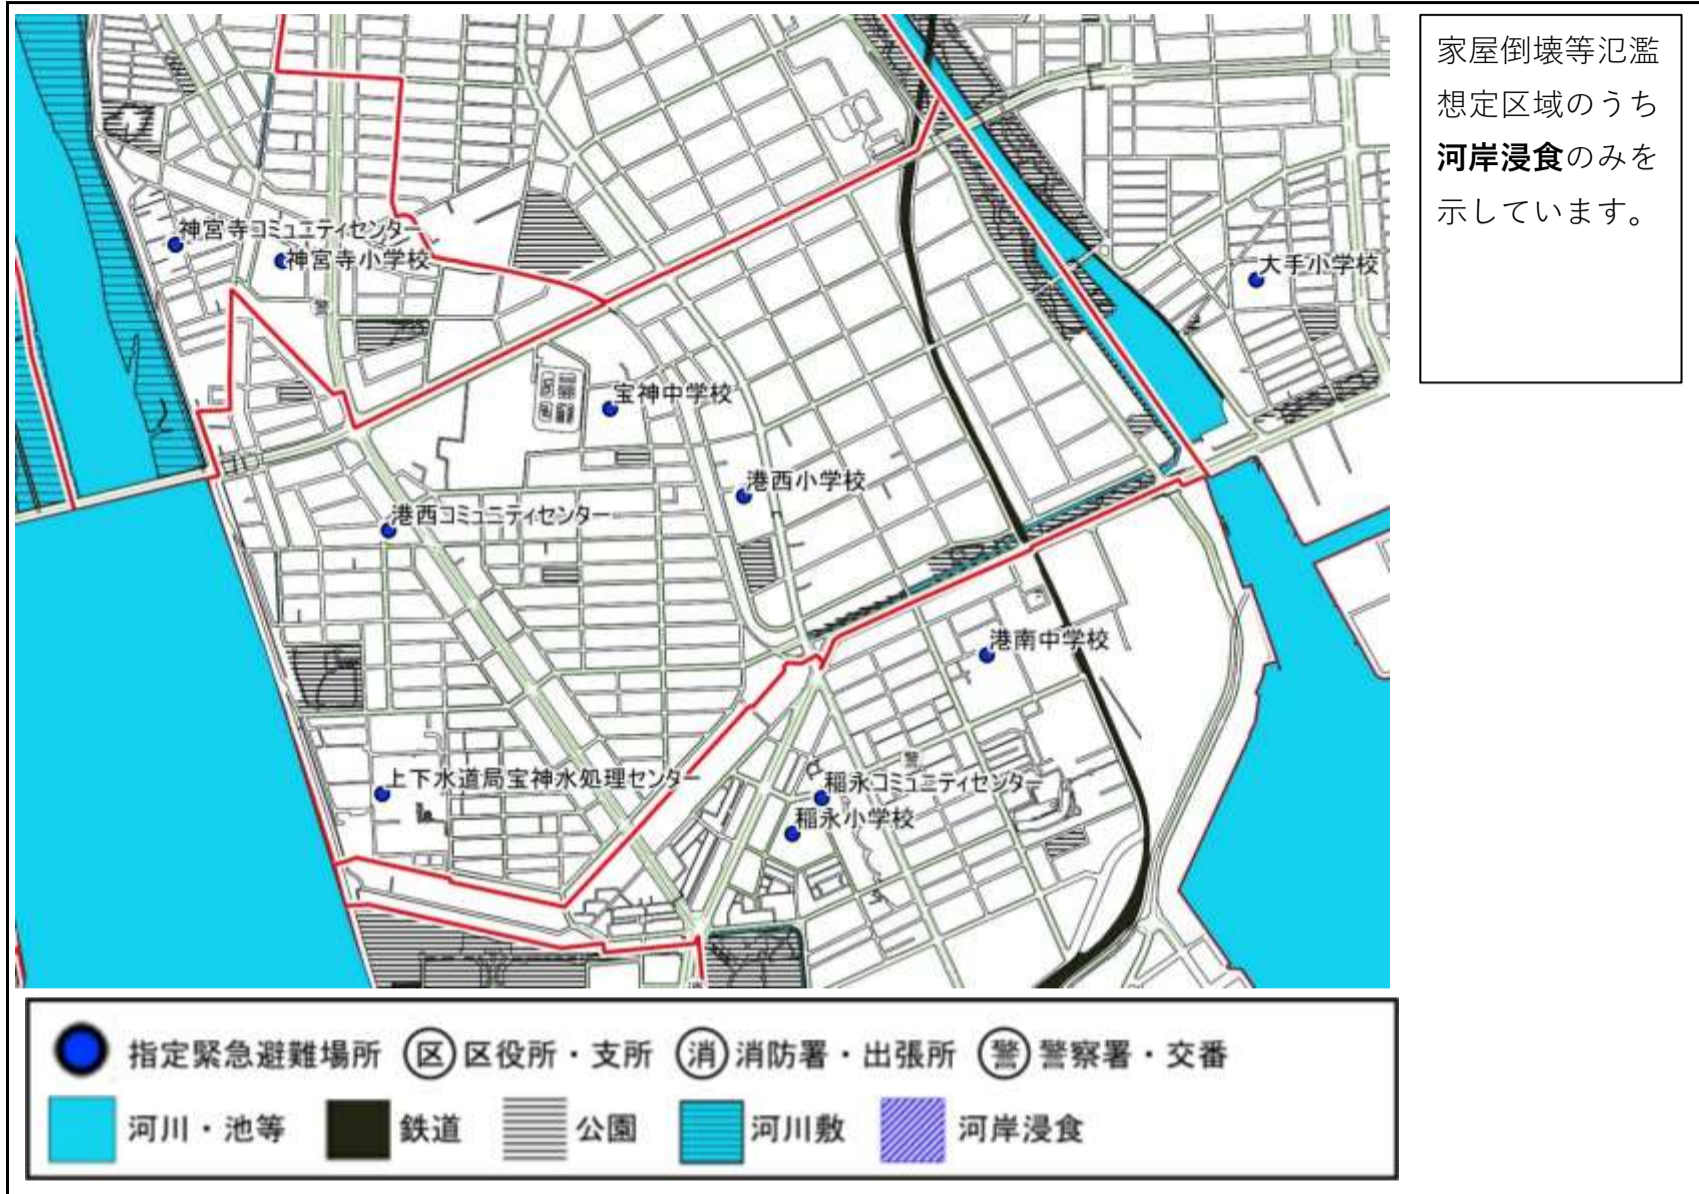 家屋倒壊等氾濫
想定区域のうち
河岸浸食のみを
示しています。
神宮寺コミュニティセンター
神宮寺小学校
大手小学校
警
宝神中学校
港西小学校
港西コミュニティセンター
港南中学校
警
上下水道局宝神水処理センター
稲永コミュニティセンター
稲永小学校
指定緊急避難場所 区 区役所・支所 消 消防署・出張所 警 警察署・交番
河川・池等 鉄道 公園 河川敷 河岸浸食